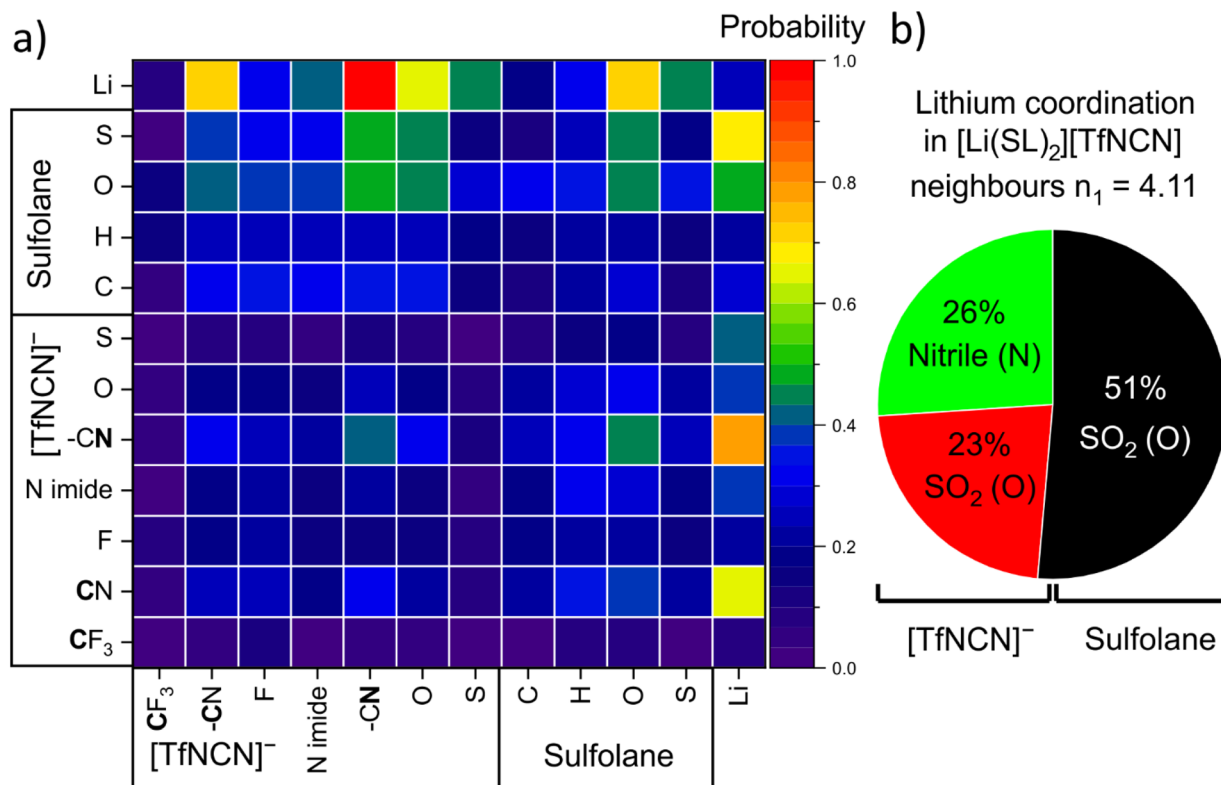 a)
Probability
Li
S
O
H
C
Sulfolane
S
O
-CN
N imide
F
CN
CF₃
[TfNCN]⁻
CF₃
-CN
F
N imide
-CN
O
S
C
H
O
S
Li
[TfNCN]⁻
Sulfolane
1.0
0.8
0.6
0.4
0.2
0.0
b)
Lithium coordination
in [Li(SL)₂][TfNCN]
neighbours n₁ = 4.11
26%
Nitrile (N)
23%
SO₂ (O)
51%
SO₂ (O)
[TfNCN]⁻
Sulfolane